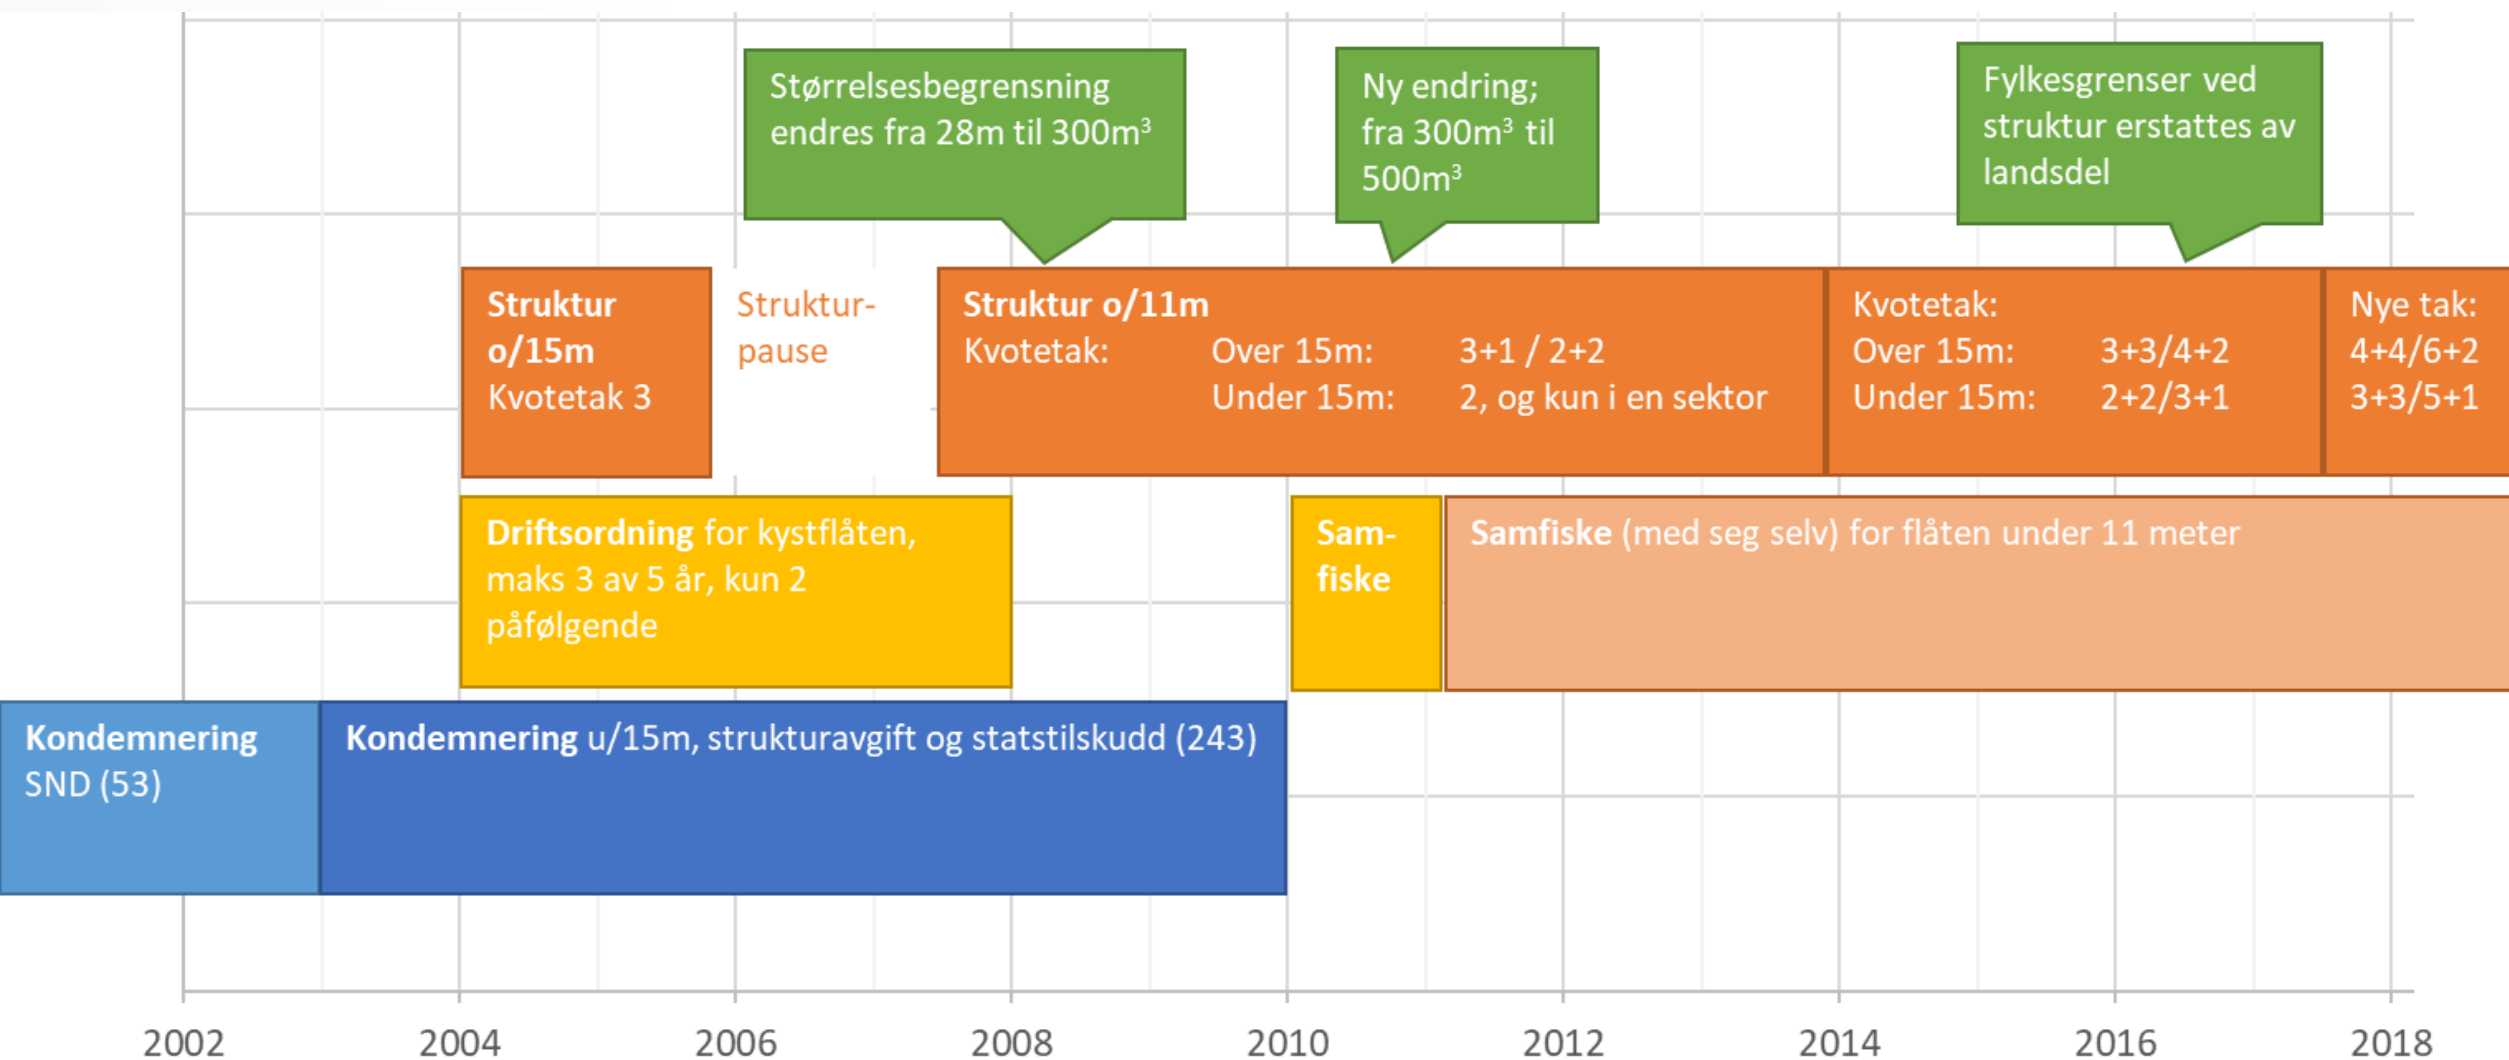 Størrelsesbegrensning
endres fra 28m til 300m³
Ny endring;
fra 300m³ til
500m³
Fylkesgrenser ved
struktur erstattes av
landsdel
Struktur
o/15m
Kvotetak 3
Struktur-
pause
Struktur o/11m
Kvotetak: Over 15m: 3+1 / 2+2
Under 15m: 2, og kun i en sektor
Kvotetak:
Over 15m: 3+3/4+2
Under 15m: 2+2/3+1
Nye tak:
4+4/6+2
3+3/5+1
Driftsordning for kystflåten,
maks 3 av 5 år, kun 2
påfølgende
Sam-
fiske
Samfiske (med seg selv) for flåten under 11 meter
Kondemnering
SND (53)
Kondemnering u/15m, strukturavgift og statstilskudd (243)
2002 2004 2006 2008 2010 2012 2014 2016 2018